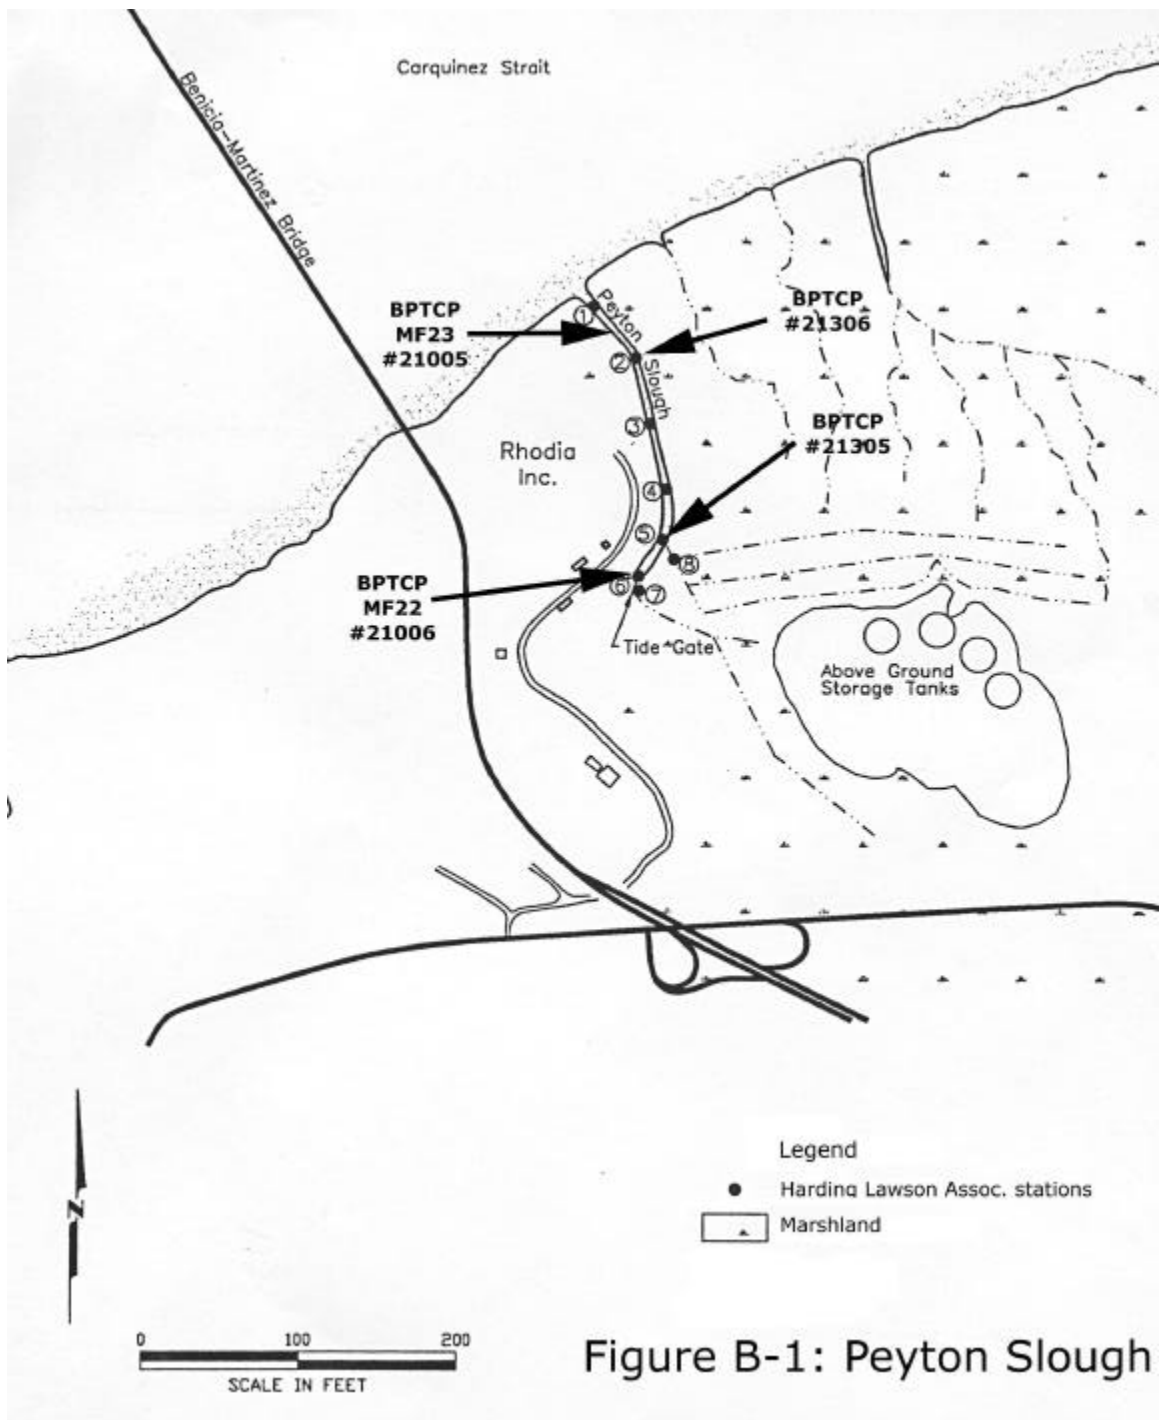 Carquinez Strait
Benicia-Martinez Bridge
BPTCP
MF23
#21005
1
Peyton
BPTCP
#21306
2
Slough
3
BPTCP
#21305
Rhodia
Inc.
4
5
8
BPTCP
MF22
#21006
6
7
Tide Gate
Above Ground
Storage Tanks
N
Legend
Harding Lawson Assoc. stations
Marshland
0 100 200
SCALE IN FEET
Figure B-1: Peyton Slough